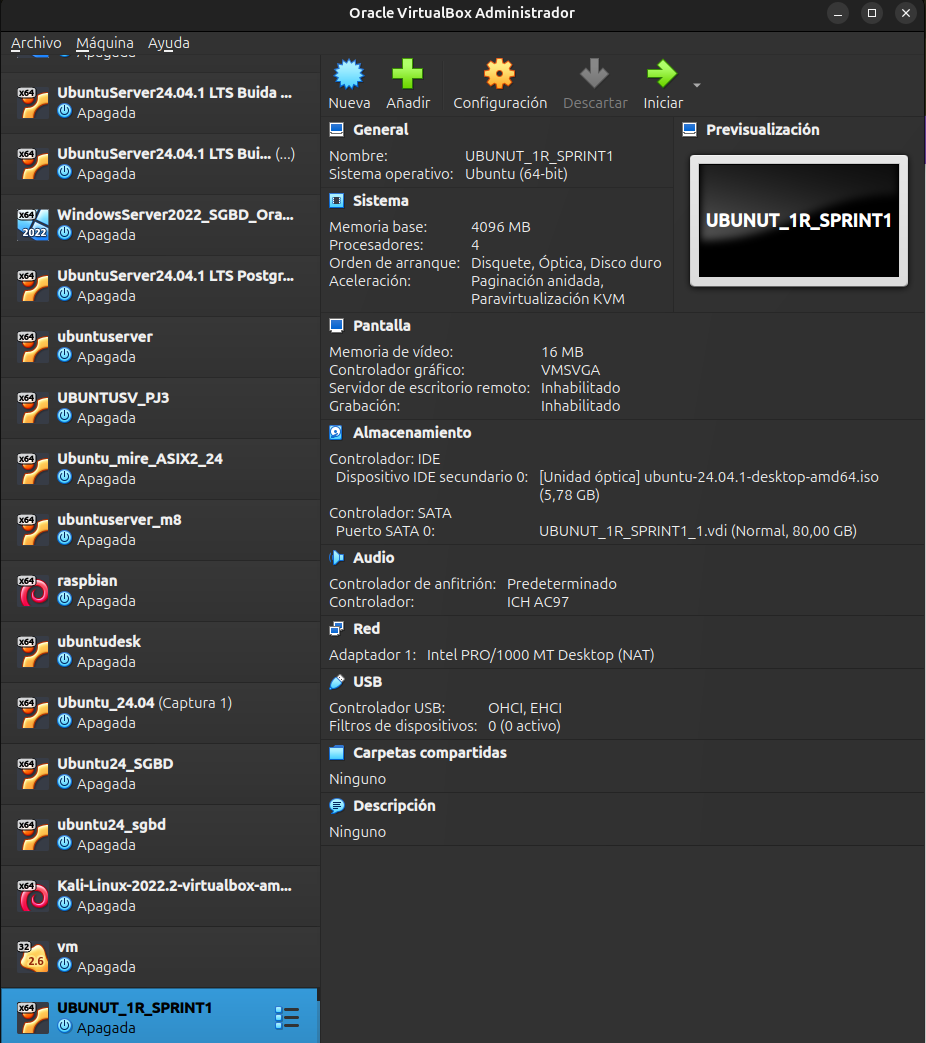 Oracle VirtualBox Administrador
Archivo Máquina Ayuda
Apagada
UbuntuServer24.04.1 LTS Buida ...
Apagada
UbuntuServer24.04.1 LTS Bui... (...)
Apagada
WindowsServer2022_SGBD_Ora...
Apagada
UbuntuServer24.04.1 LTS Postgr...
Apagada
ubuntuserver
Apagada
UBUNTUSV_PJ3
Apagada
Ubuntu_mire_ASIX2_24
Apagada
ubuntuserver_m8
Apagada
raspbian
Apagada
ubuntudesk
Apagada
Ubuntu_24.04 (Captura 1)
Apagada
Ubuntu24_SGBD
Apagada
ubuntu24_sgbd
Apagada
Kali-Linux-2022.2-virtualbox-am...
Apagada
vm
Apagada
UBUNUT_1R_SPRINT1
Apagada
x64
x64
x64
2022
x64
x64
x64
x64
x64
x64
x64
x64
x64
x64
x64
32
2.6
x64
Nueva Añadir Configuración Descartar Iniciar
General
Nombre: UBUNUT_1R_SPRINT1
Sistema operativo: Ubuntu (64-bit)
Sistema
Memoria base: 4096 MB
Procesadores: 4
Orden de arranque: Disquete, Óptica, Disco duro
Aceleración: Paginación anidada,
Paravirtualización KVM
Previsualización
UBUNUT_1R_SPRINT1
Pantalla
Memoria de vídeo: 16 MB
Controlador gráfico: VMSVGA
Servidor de escritorio remoto: Inhabilitado
Grabación: Inhabilitado
Almacenamiento
Controlador: IDE
Dispositivo IDE secundario 0: [Unidad óptica] ubuntu-24.04.1-desktop-amd64.iso
(5,78 GB)
Controlador: SATA
Puerto SATA 0: UBUNUT_1R_SPRINT1_1.vdi (Normal, 80,00 GB)
Audio
Controlador de anfitrión: Predeterminado
Controlador: ICH AC97
Red
Adaptador 1: Intel PRO/1000 MT Desktop (NAT)
USB
Controlador USB: OHCI, EHCI
Filtros de dispositivos: 0 (0 activo)
Carpetas compartidas
Ninguno
Descripción
Ninguno